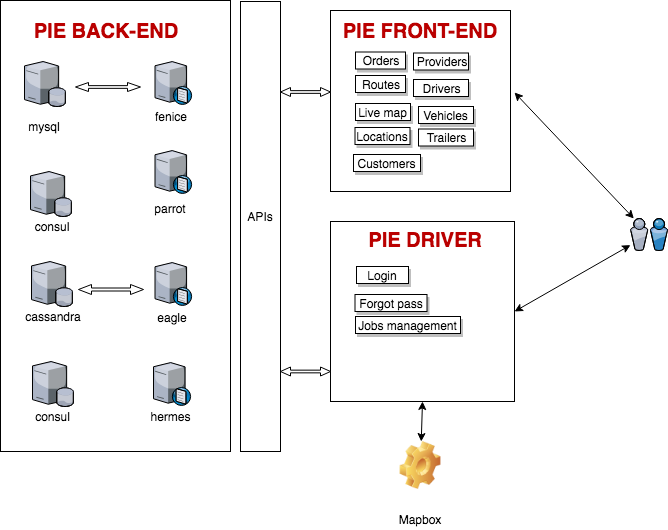 PIE BACK-END
mysql
fenice
consul
parrot
cassandra
eagle
consul
hermes
APIs
PIE FRONT-END
Orders
Providers
Routes
Drivers
Live map
Vehicles
Locations
Trailers
Customers
PIE DRIVER
Login
Forgot pass
Jobs management
Mapbox